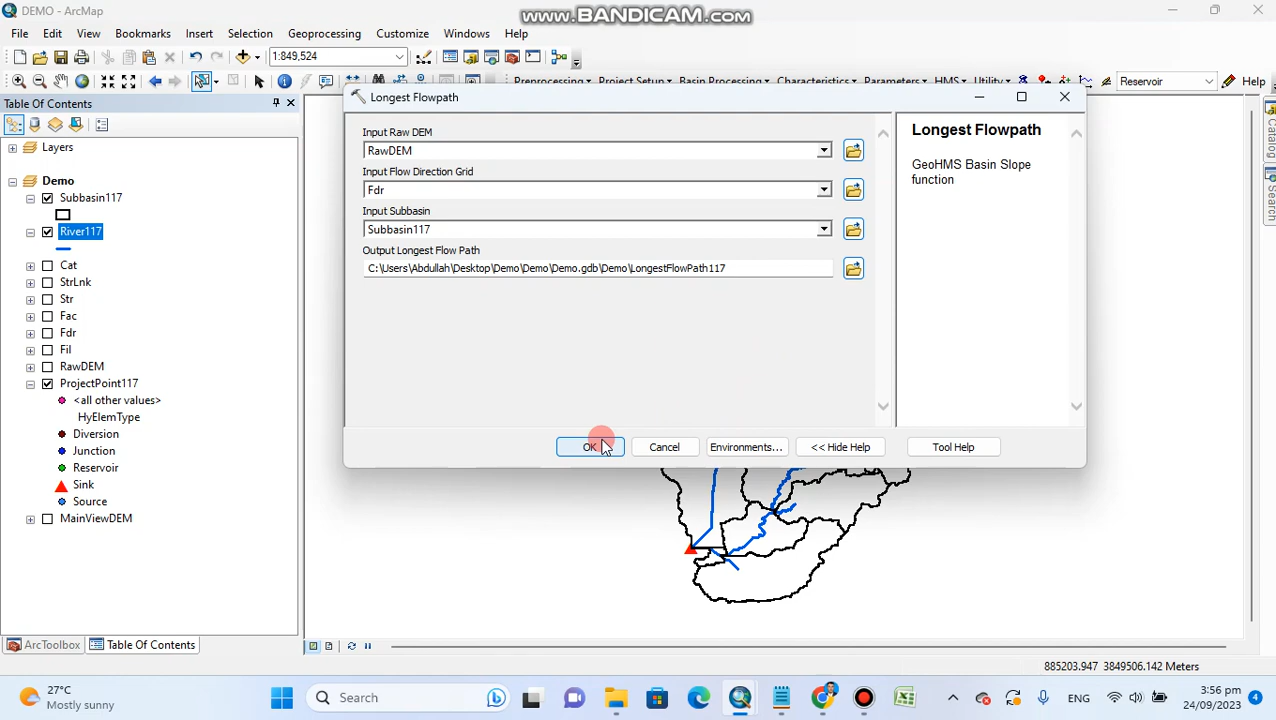 DEMO - ArcMap
www.BANDICAM.com
File Edit View Bookmarks Insert Selection Geoprocessing Customize Windows Help
1:849,524
Preprocessing Project Setup Basin Processing Characteristics Parameters HMS Utility Reservoir Help
Table Of Contents
Layers
Demo
Subbasin117
River117
Cat
StrLnk
Str
Fac
Fdr
Fil
RawDEM
ProjectPoint117
<all other values>
HyElemType
Diversion
Junction
Reservoir
Sink
Source
MainViewDEM
ArcToolbox Table Of Contents
Longest Flowpath
Input Raw DEM
RawDEM
Input Flow Direction Grid
Fdr
Input Subbasin
Subbasin117
Output Longest Flow Path
C:\Users\Abdullah\Desktop\Demo\Demo\Demo.gdb\Demo\LongestFlowPath117
OK Cancel Environments... << Hide Help Tool Help
Longest Flowpath
GeoHMS Basin Slope
function
Catalog
Search
885203.947 3849506.142 Meters
27°C
Mostly sunny
Search
ENG
3:56 pm
24/09/2023
4